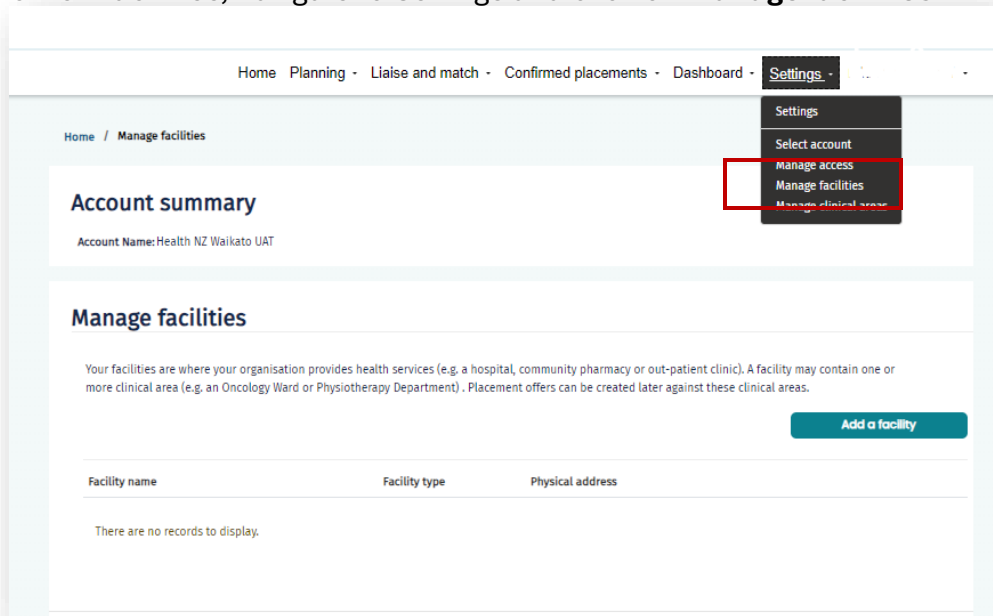 Home Planning - Liaise and match - Confirmed placements - Dashboard - Settings -
Settings
Select account
Manage access
Manage facilities
Manage clinical areas
Home / Manage facilities
Account summary
Account Name: Health NZ Waikato UAT
Manage facilities
Your facilities are where your organisation provides health services (e.g. a hospital, community pharmacy or out-patient clinic). A facility may contain one or
more clinical area (e.g. an Oncology Ward or Physiotherapy Department) . Placement offers can be created later against these clinical areas.
Add a facility
Facility name Facility type Physical address
There are no records to display.